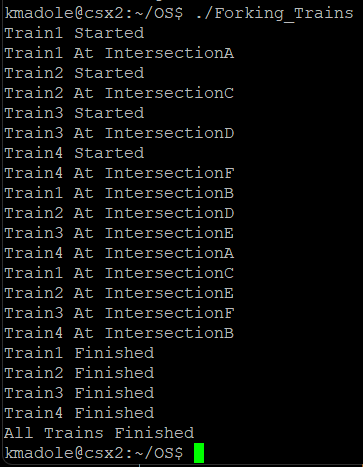 kmadole@csx2:~/OS$ ./Forking_Trains
Train1 Started
Train1 At IntersectionA
Train2 Started
Train2 At IntersectionC
Train3 Started
Train3 At IntersectionD
Train4 Started
Train4 At IntersectionF
Train1 At IntersectionB
Train2 At IntersectionD
Train3 At IntersectionE
Train4 At IntersectionA
Train1 At IntersectionC
Train2 At IntersectionE
Train3 At IntersectionF
Train4 At IntersectionB
Train1 Finished
Train2 Finished
Train3 Finished
Train4 Finished
All Trains Finished
kmadole@csx2:~/OS$